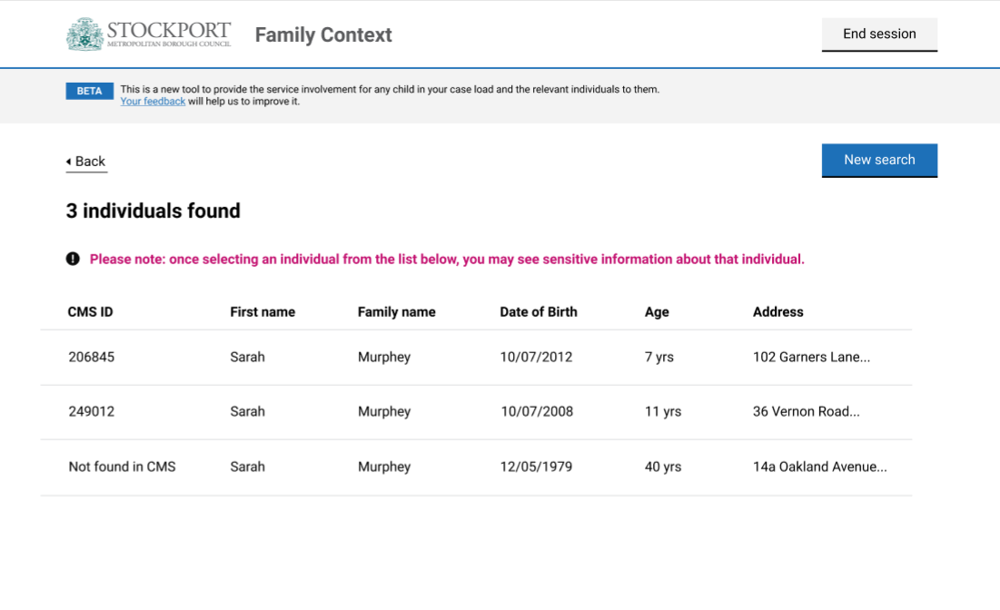 STOCKPORT
METROPOLITAN BOROUGH COUNCIL
Family Context
End session
BETA
This is a new tool to provide the service involvement for any child in your case load and the relevant individuals to them.
Your feedback will help us to improve it.
Back
New search
3 individuals found
Please note: once selecting an individual from the list below, you may see sensitive information about that individual.
CMS ID First name Family name Date of Birth Age Address
206845 Sarah Murphey 10/07/2012 7 yrs 102 Garners Lane...
249012 Sarah Murphey 10/07/2008 11 yrs 36 Vernon Road...
Not found in CMS Sarah Murphey 12/05/1979 40 yrs 14a Oakland Avenue...